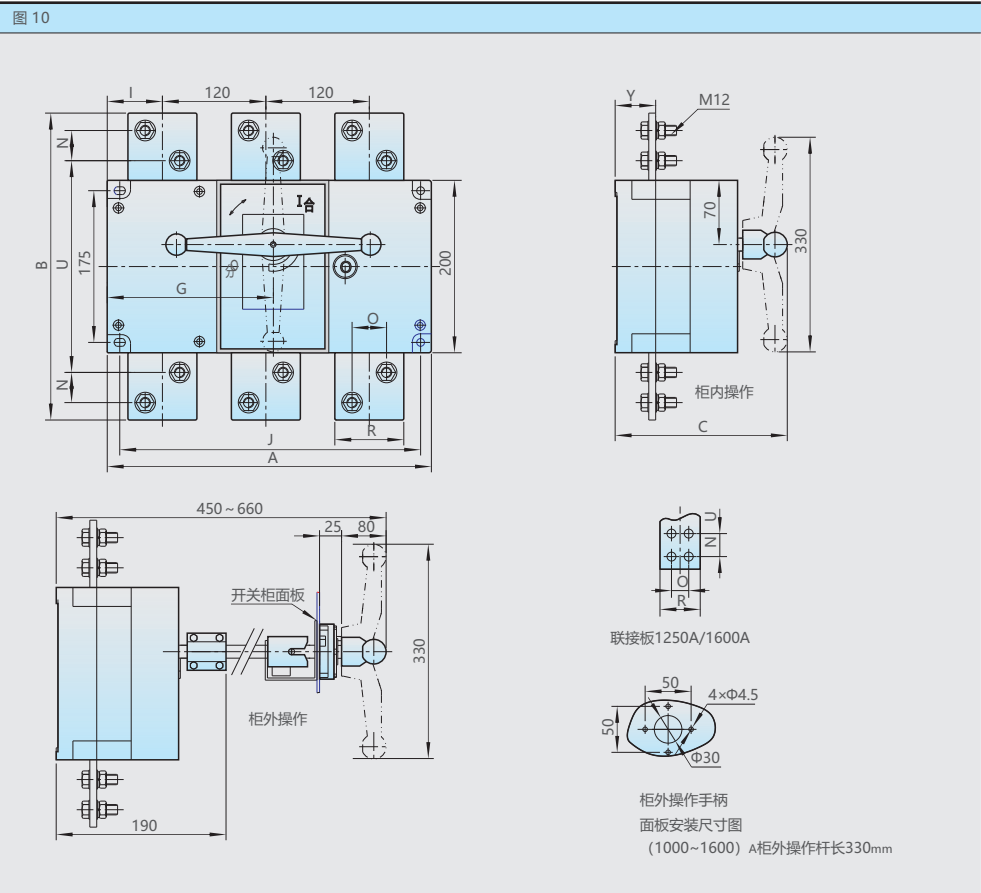 图 10
I
120
120
N
B
U
175
G
I合
分
O
200
O
N
R
J
A
Y
M12
70
330
柜内操作
C
450~660
25
80
开关柜面板
330
柜外操作
190
U
N
O
R
联接板1250A/1600A
50
4×Φ4.5
50
Φ30
柜外操作手柄
面板安装尺寸图
(1000~1600) A柜外操作杆长330mm